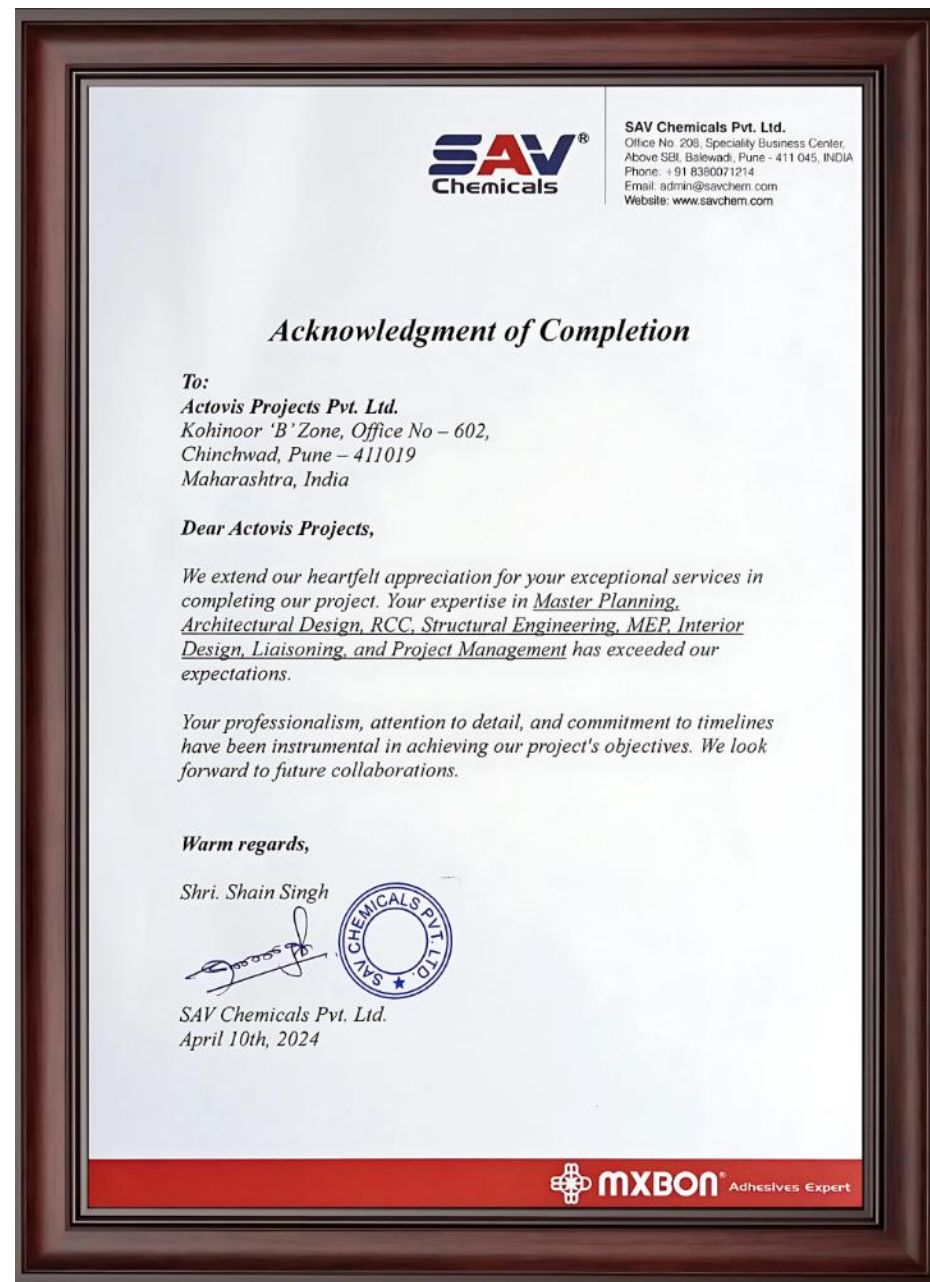 SAV®
Chemicals
SAV Chemicals Pvt. Ltd.
Office No. 208, Speciality Business Center,
Above SBI, Balewadi, Pune - 411 045, INDIA
Phone: +91 8380071214
Email: admin@savchem.com
Website: www.savchem.com
Acknowledgment of Completion
To:
Actovis Projects Pvt. Ltd.
Kohinoor ‘B’ Zone, Office No – 602,
Chinchwad, Pune – 411019
Maharashtra, India
Dear Actovis Projects,
We extend our heartfelt appreciation for your exceptional services in
completing our project. Your expertise in Master Planning,
Architectural Design, RCC, Structural Engineering, MEP, Interior
Design, Liaisoning, and Project Management has exceeded our
expectations.
Your professionalism, attention to detail, and commitment to timelines
have been instrumental in achieving our project's objectives. We look
forward to future collaborations.
Warm regards,
Shri. Shain Singh
SAV CHEMICALS PVT. LTD. ★
SAV Chemicals Pvt. Ltd.
April 10th, 2024
MXBON® Adhesives Expert